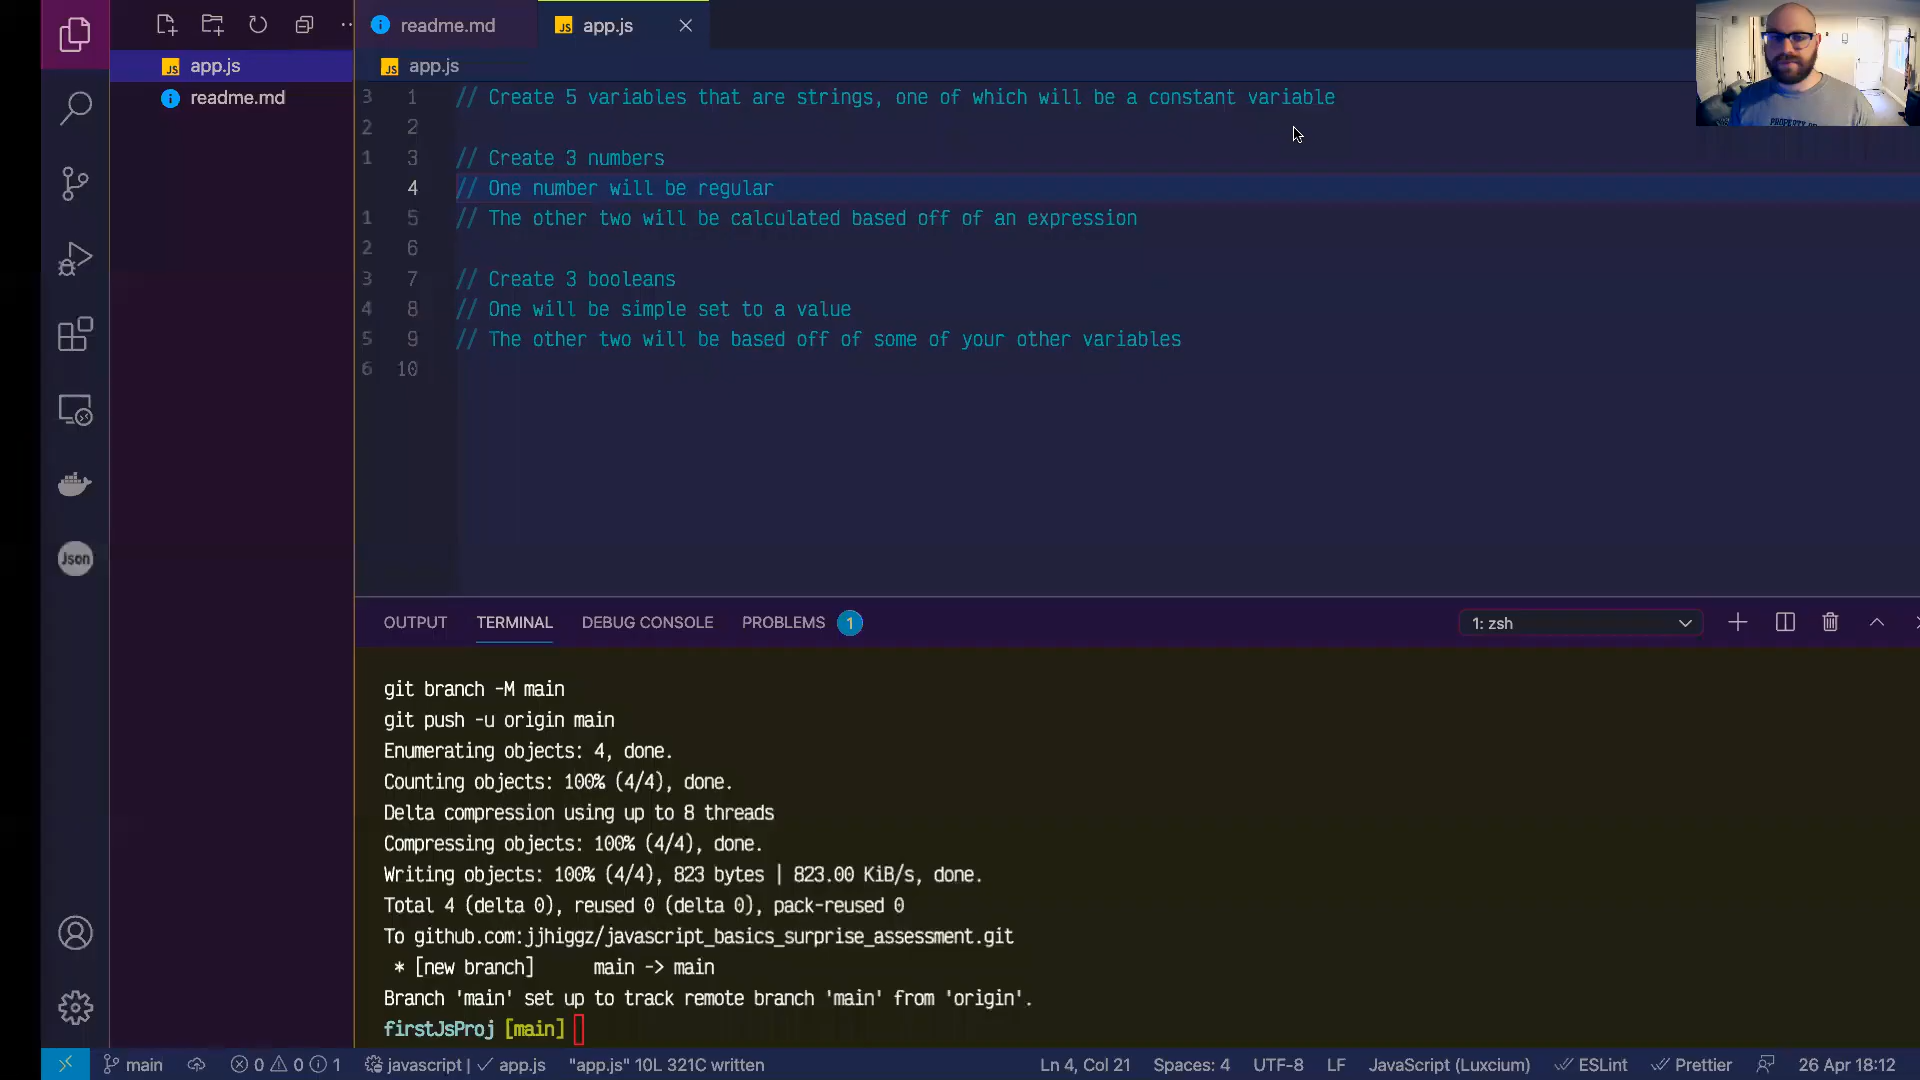 readme.md
app.js
app.js
readme.md
app.js
3 1 // Create 5 variables that are strings, one of which will be a constant variable
2 2
1 3 // Create 3 numbers
4 // One number will be regular
1 5 // The other two will be calculated based off of an expression
2 6
3 7 // Create 3 booleans
4 8 // One will be simple set to a value
5 9 // The other two will be based off of some of your other variables
6 10
OUTPUT TERMINAL DEBUG CONSOLE PROBLEMS 1
1: zsh
git branch -M main
git push -u origin main
Enumerating objects: 4, done.
Counting objects: 100% (4/4), done.
Delta compression using up to 8 threads
Compressing objects: 100% (4/4), done.
Writing objects: 100% (4/4), 823 bytes | 823.00 KiB/s, done.
Total 4 (delta 0), reused 0 (delta 0), pack-reused 0
To github.com:jjhiggz/javascript_basics_surprise_assessment.git
* [new branch] main -> main
Branch 'main' set up to track remote branch 'main' from 'origin'.
firstJsProj [main]
main 0 0 1 javascript | ✓ app.js "app.js" 10L 321C written Ln 4, Col 21 Spaces: 4 UTF-8 LF JavaScript (Luxcium) ESLint Prettier 26 Apr 18:12
Json
JS
JS
JS